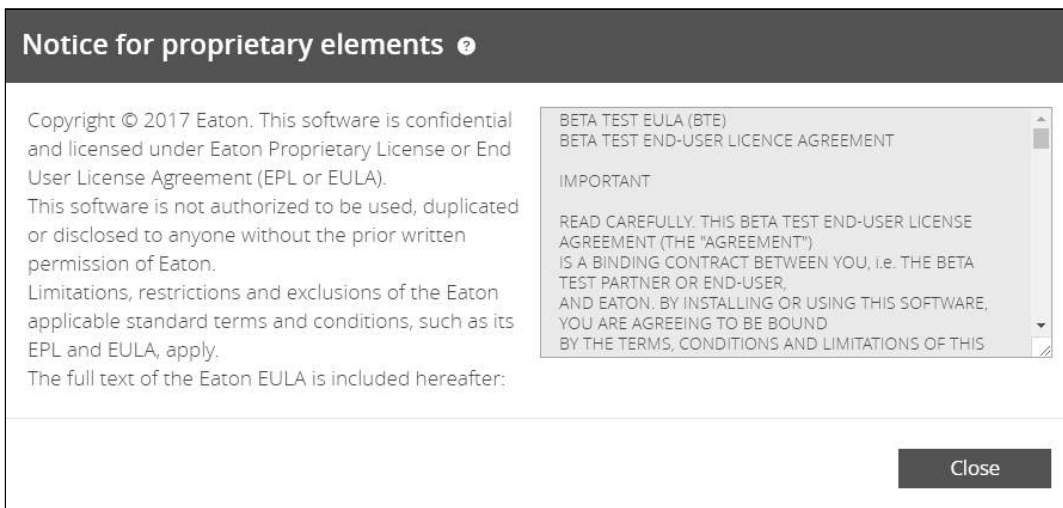 Notice for proprietary elements ?
Copyright © 2017 Eaton. This software is confidential
and licensed under Eaton Proprietary License or End
User License Agreement (EPL or EULA).
This software is not authorized to be used, duplicated
or disclosed to anyone without the prior written
permission of Eaton.
Limitations, restrictions and exclusions of the Eaton
applicable standard terms and conditions, such as its
EPL and EULA, apply.
The full text of the Eaton EULA is included hereafter:
BETA TEST EULA (BTE)
BETA TEST END-USER LICENCE AGREEMENT
IMPORTANT
READ CAREFULLY. THIS BETA TEST END-USER LICENSE
AGREEMENT (THE "AGREEMENT")
IS A BINDING CONTRACT BETWEEN YOU, i.e. THE BETA
TEST PARTNER OR END-USER,
AND EATON. BY INSTALLING OR USING THIS SOFTWARE,
YOU ARE AGREEING TO BE BOUND
BY THE TERMS, CONDITIONS AND LIMITATIONS OF THIS
Close